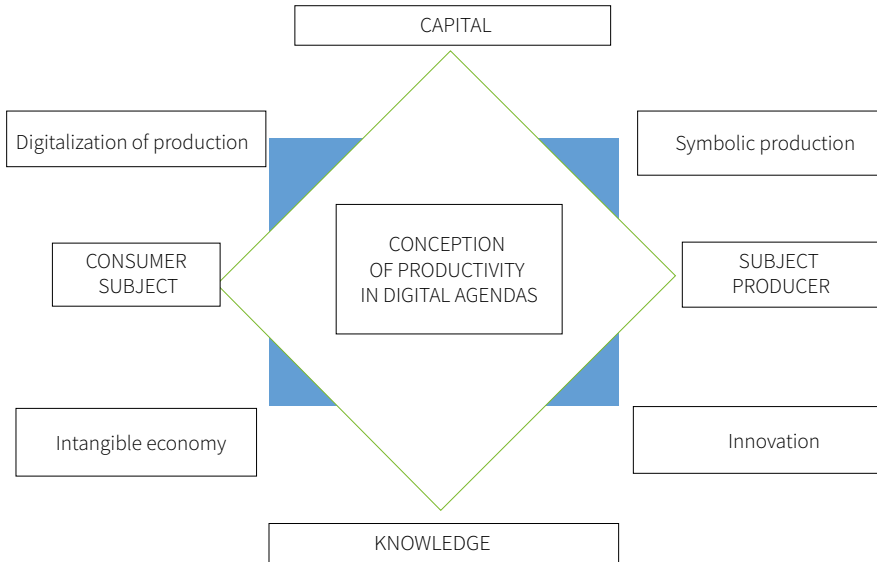 CAPITAL
Digitalization of production
Symbolic production
CONSUMER
SUBJECT
CONCEPTION
OF PRODUCTIVITY
IN DIGITAL AGENDAS
SUBJECT
PRODUCER
Intangible economy
Innovation
KNOWLEDGE